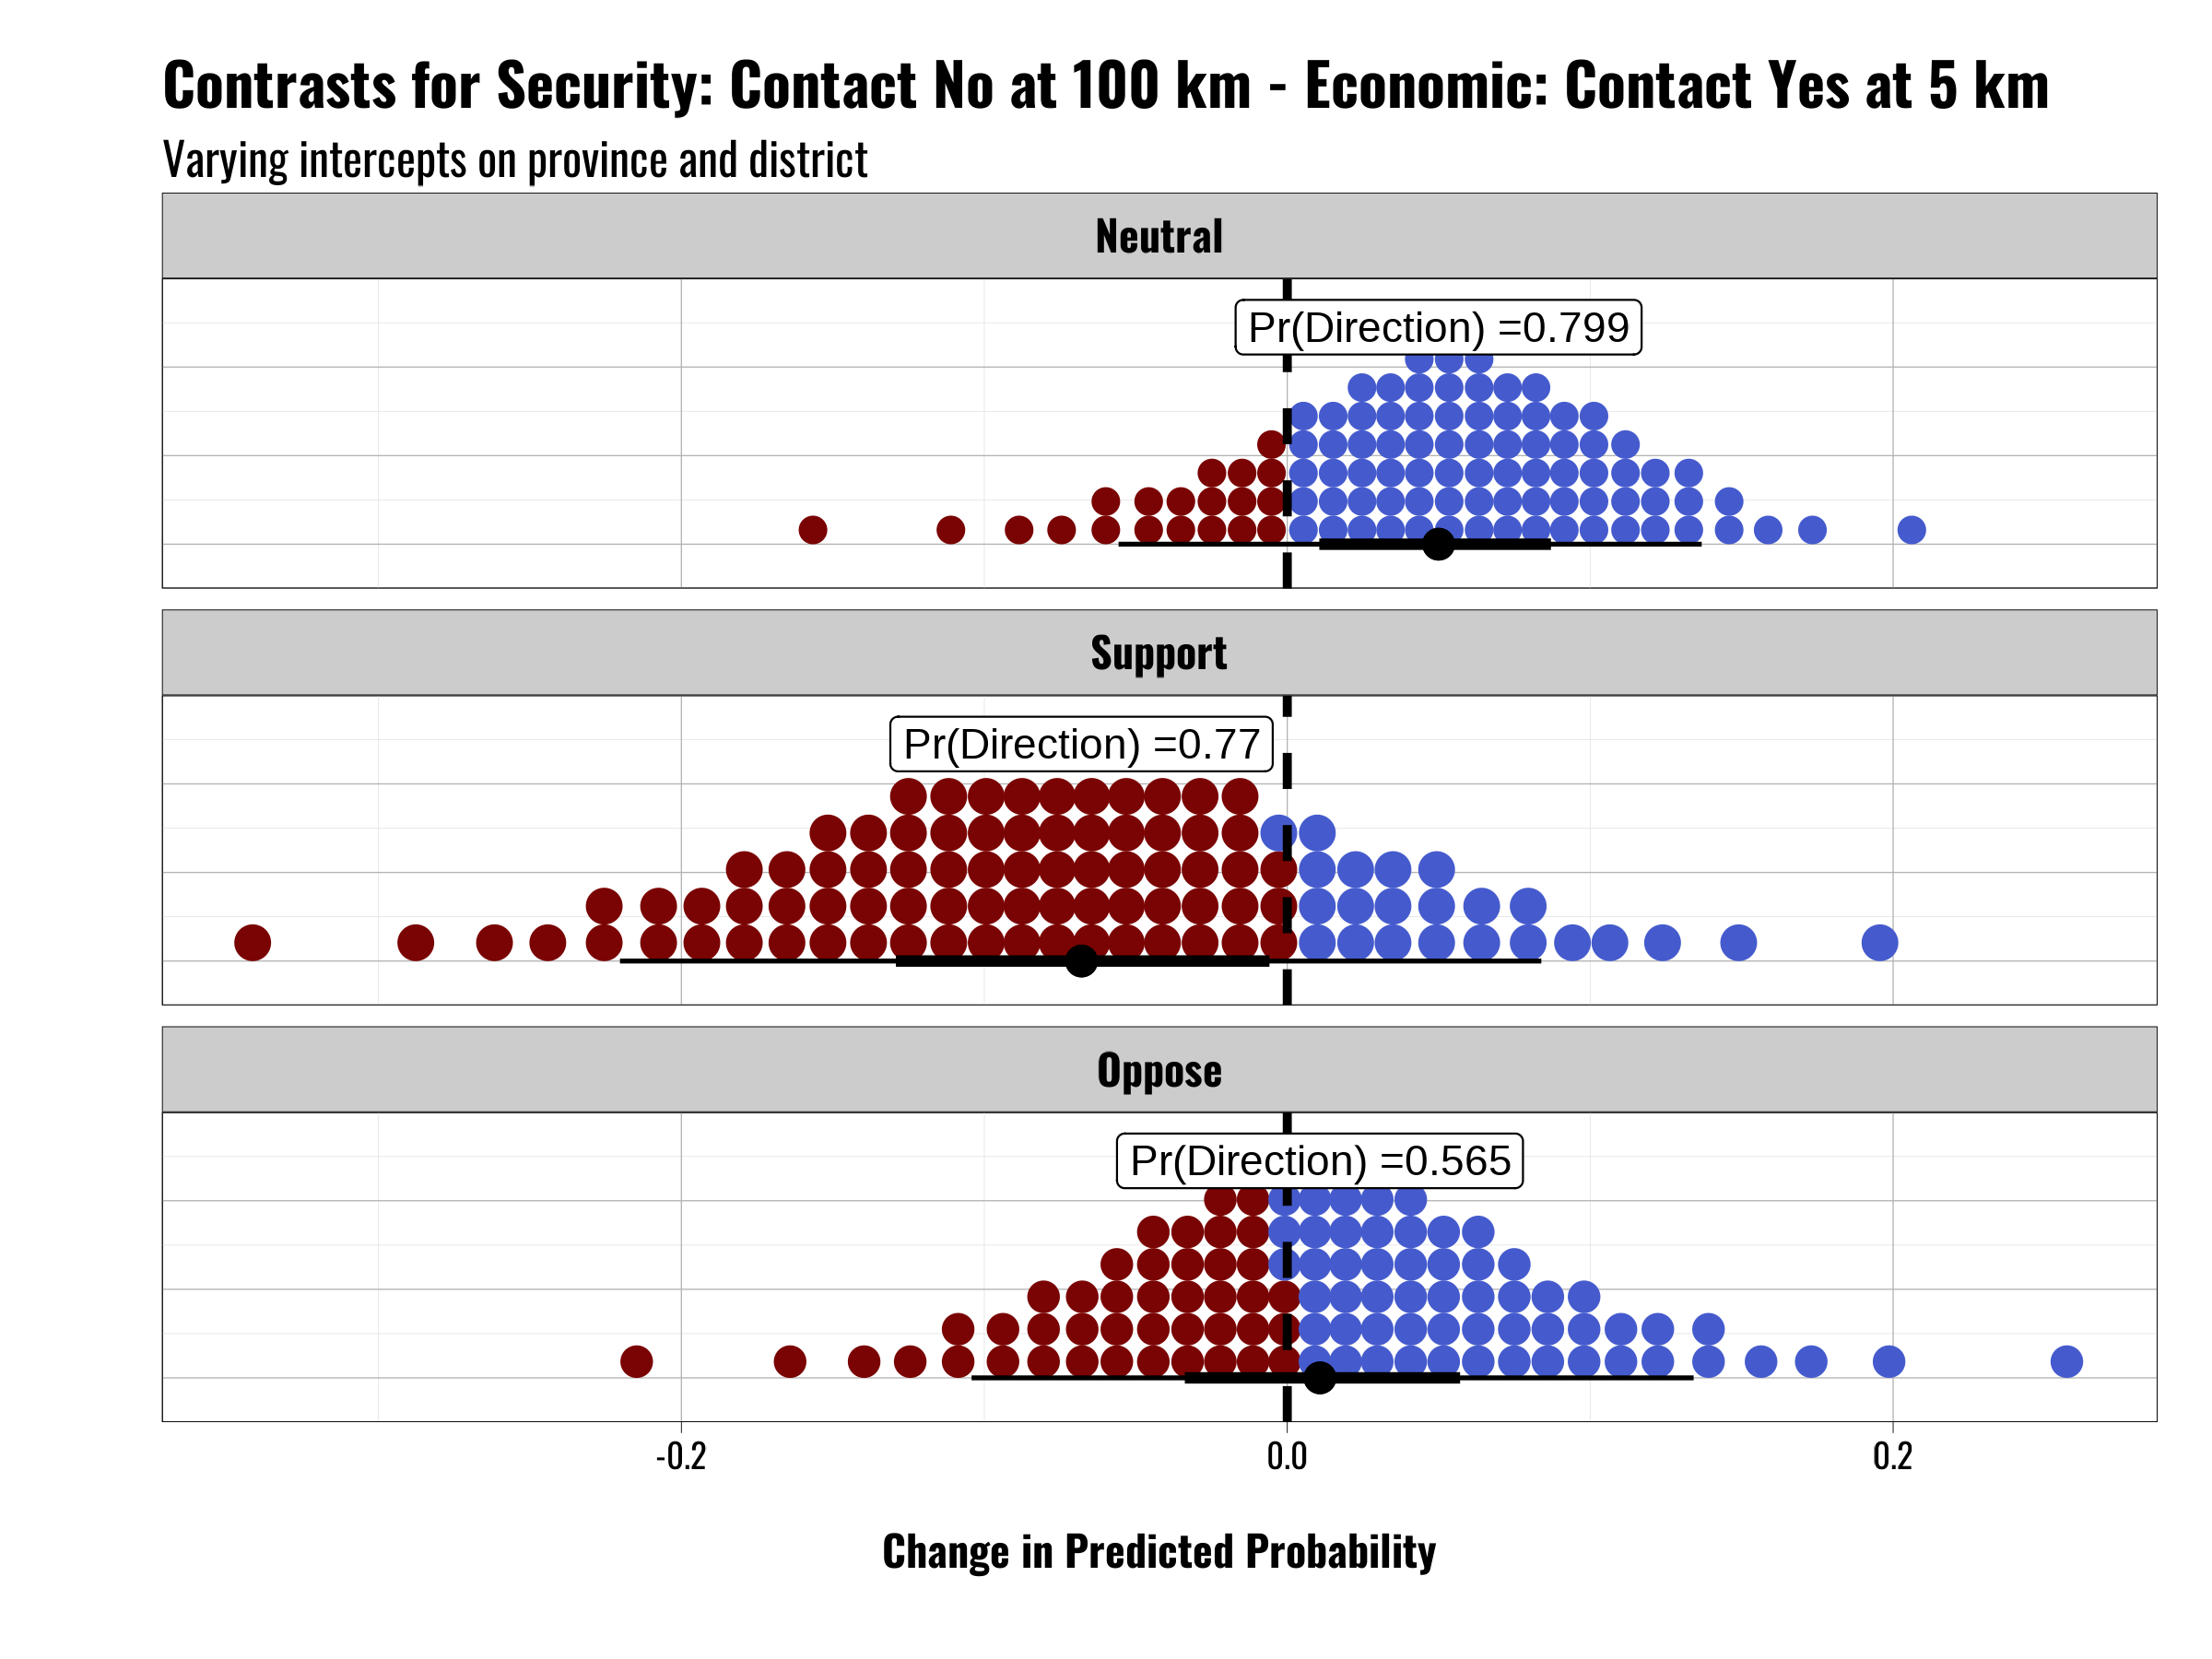 Contrasts for Security: Contact No at 100 km - Economic: Contact Yes at 5 km
Varying intercepts on province and district
Neutral
Pr(Direction) =0.799
Support
Pr(Direction) =0.77
Oppose
Pr(Direction) =0.565
-0.2 0.0 0.2
Change in Predicted Probability